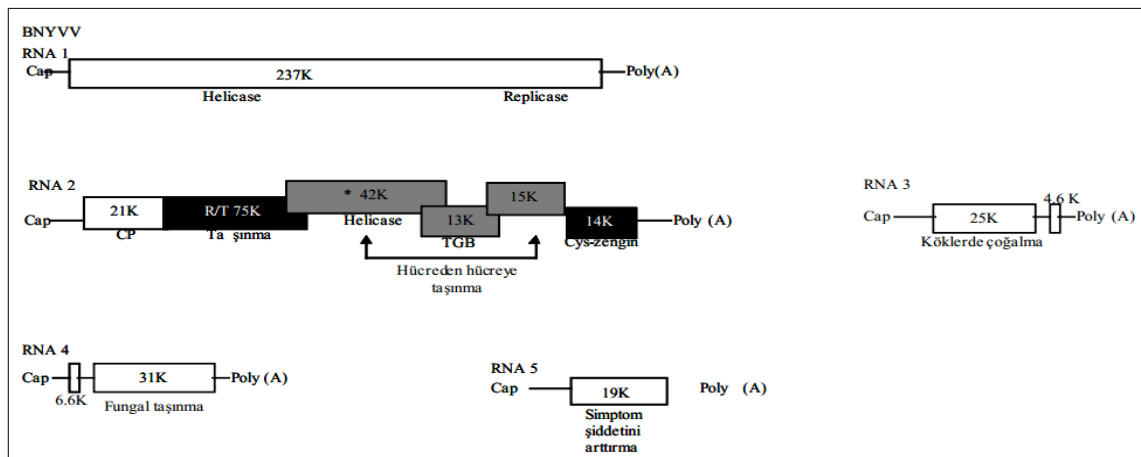 BNYVV
RNA 1
Cap
237K
Poly(A)
Helicase
Replicase
RNA 2
Cap
21K
R/T 75K
* 42K
15K
13K
14K
Poly (A)
CP
Ta şınma
Helicase
TGB
Cys-zengin
Hücreden hücreye
taşınma
RNA 3
Cap
25K
4.6 K
Poly (A)
Köklerde çoğalma
RNA 4
Cap
6.6K
31K
Poly (A)
Fungal taşınma
RNA 5
Cap
19K
Poly (A)
Simptom
şiddetini
arttırma